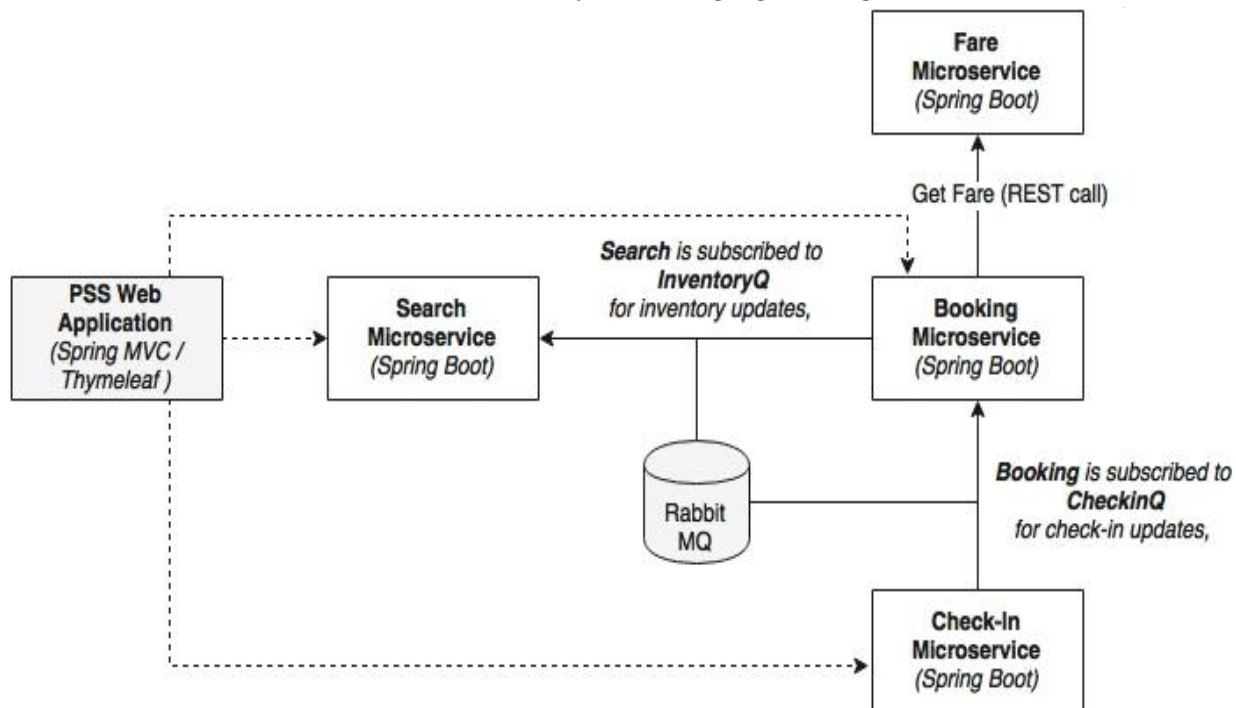 Fare
Microservice
(Spring Boot)
Get Fare (REST call)
Search is subscribed to
InventoryQ
for inventory updates,
PSS Web
Application
(Spring MVC /
Thymeleaf )
Search
Microservice
(Spring Boot)
Booking
Microservice
(Spring Boot)
Rabbit
MQ
Booking is subscribed to
CheckinQ
for check-in updates,
Check-In
Microservice
(Spring Boot)